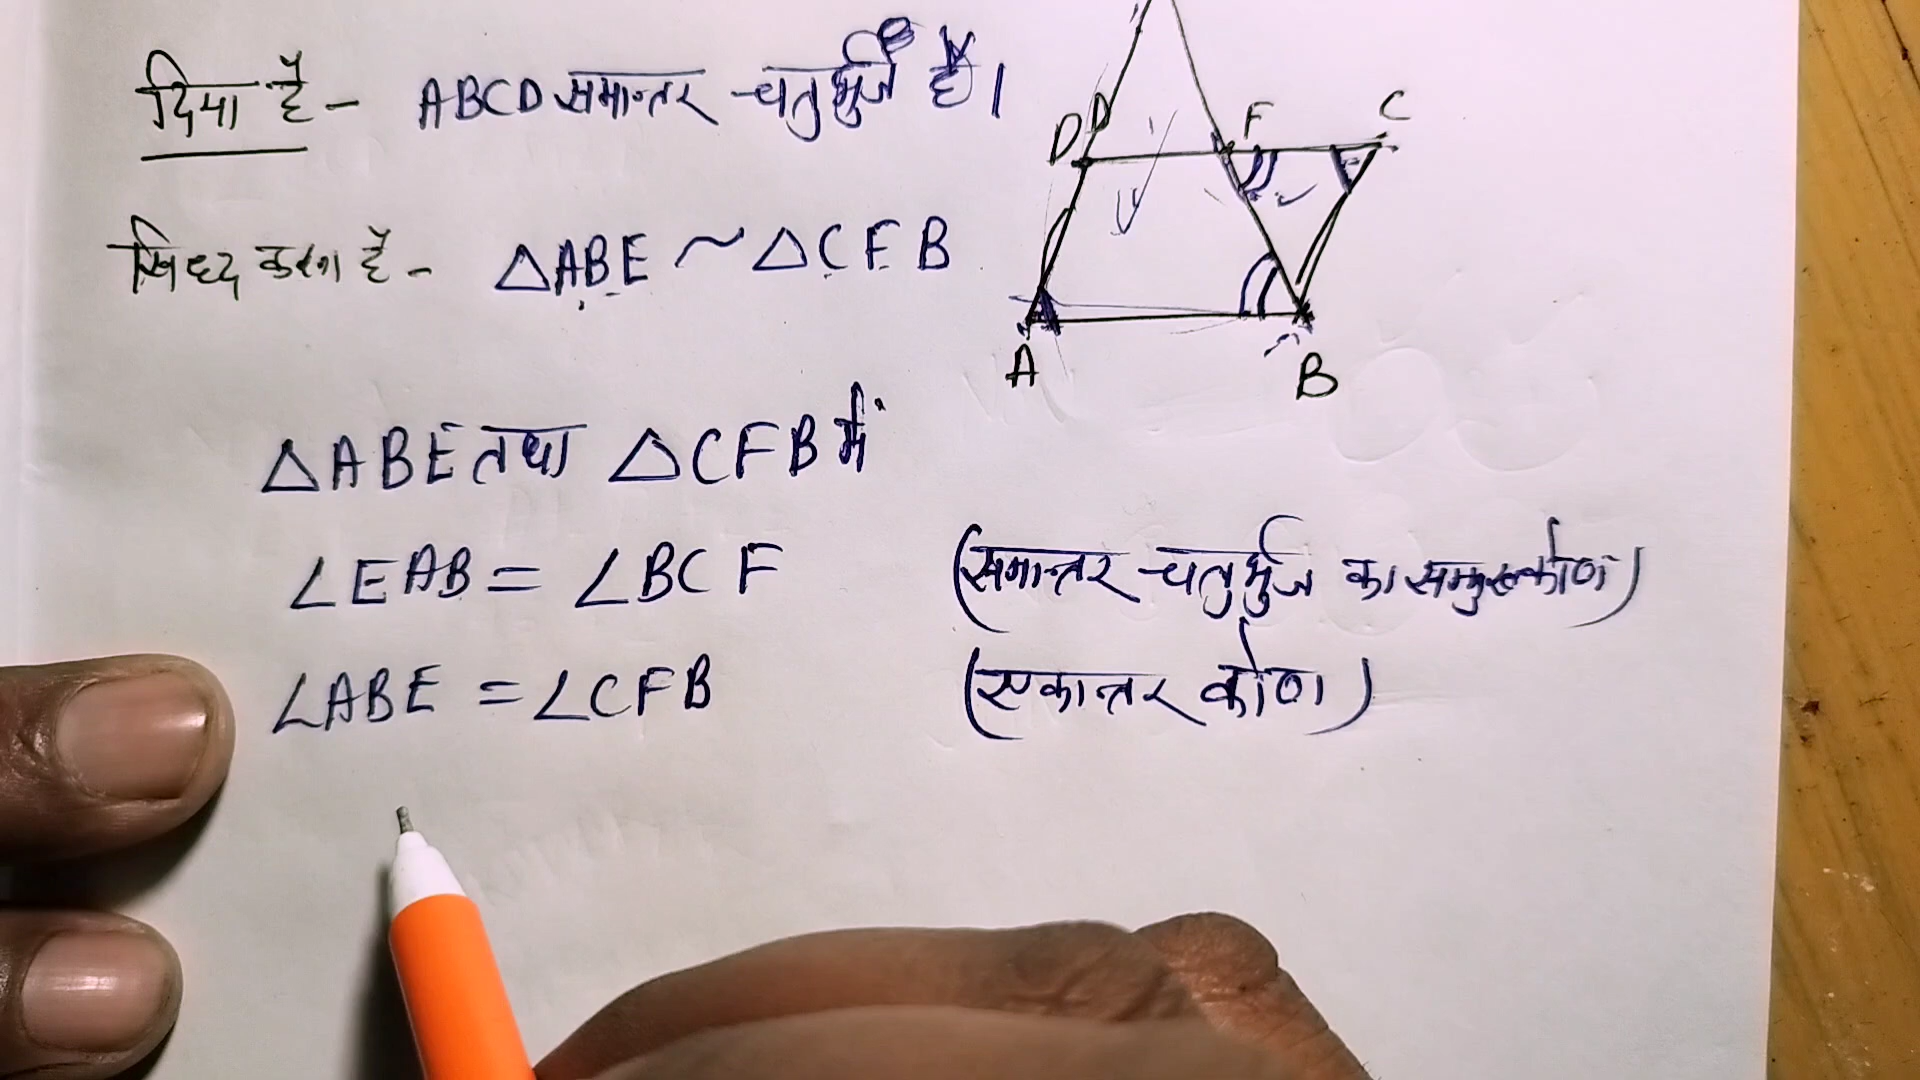 दिया है - ABCD समान्तर चतुर्भुज है।
सिध्द करना है - △ABE ~ △CFB
D D F C
A B
△ABE तथा △CFB में
∠EAB = ∠BCF (समान्तर चतुर्भुज का सम्मुख कोण)
∠ABE = ∠CFB (एकान्तर कोण)